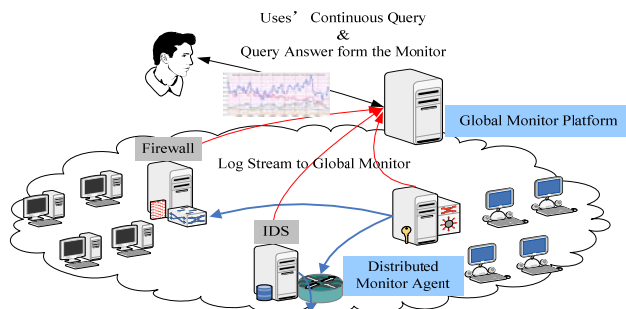 Uses’ Continuous Query
&
Query Answer form the Monitor
Global Monitor Platform
Firewall
Log Stream to Global Monitor
IDS
Distributed
Monitor Agent